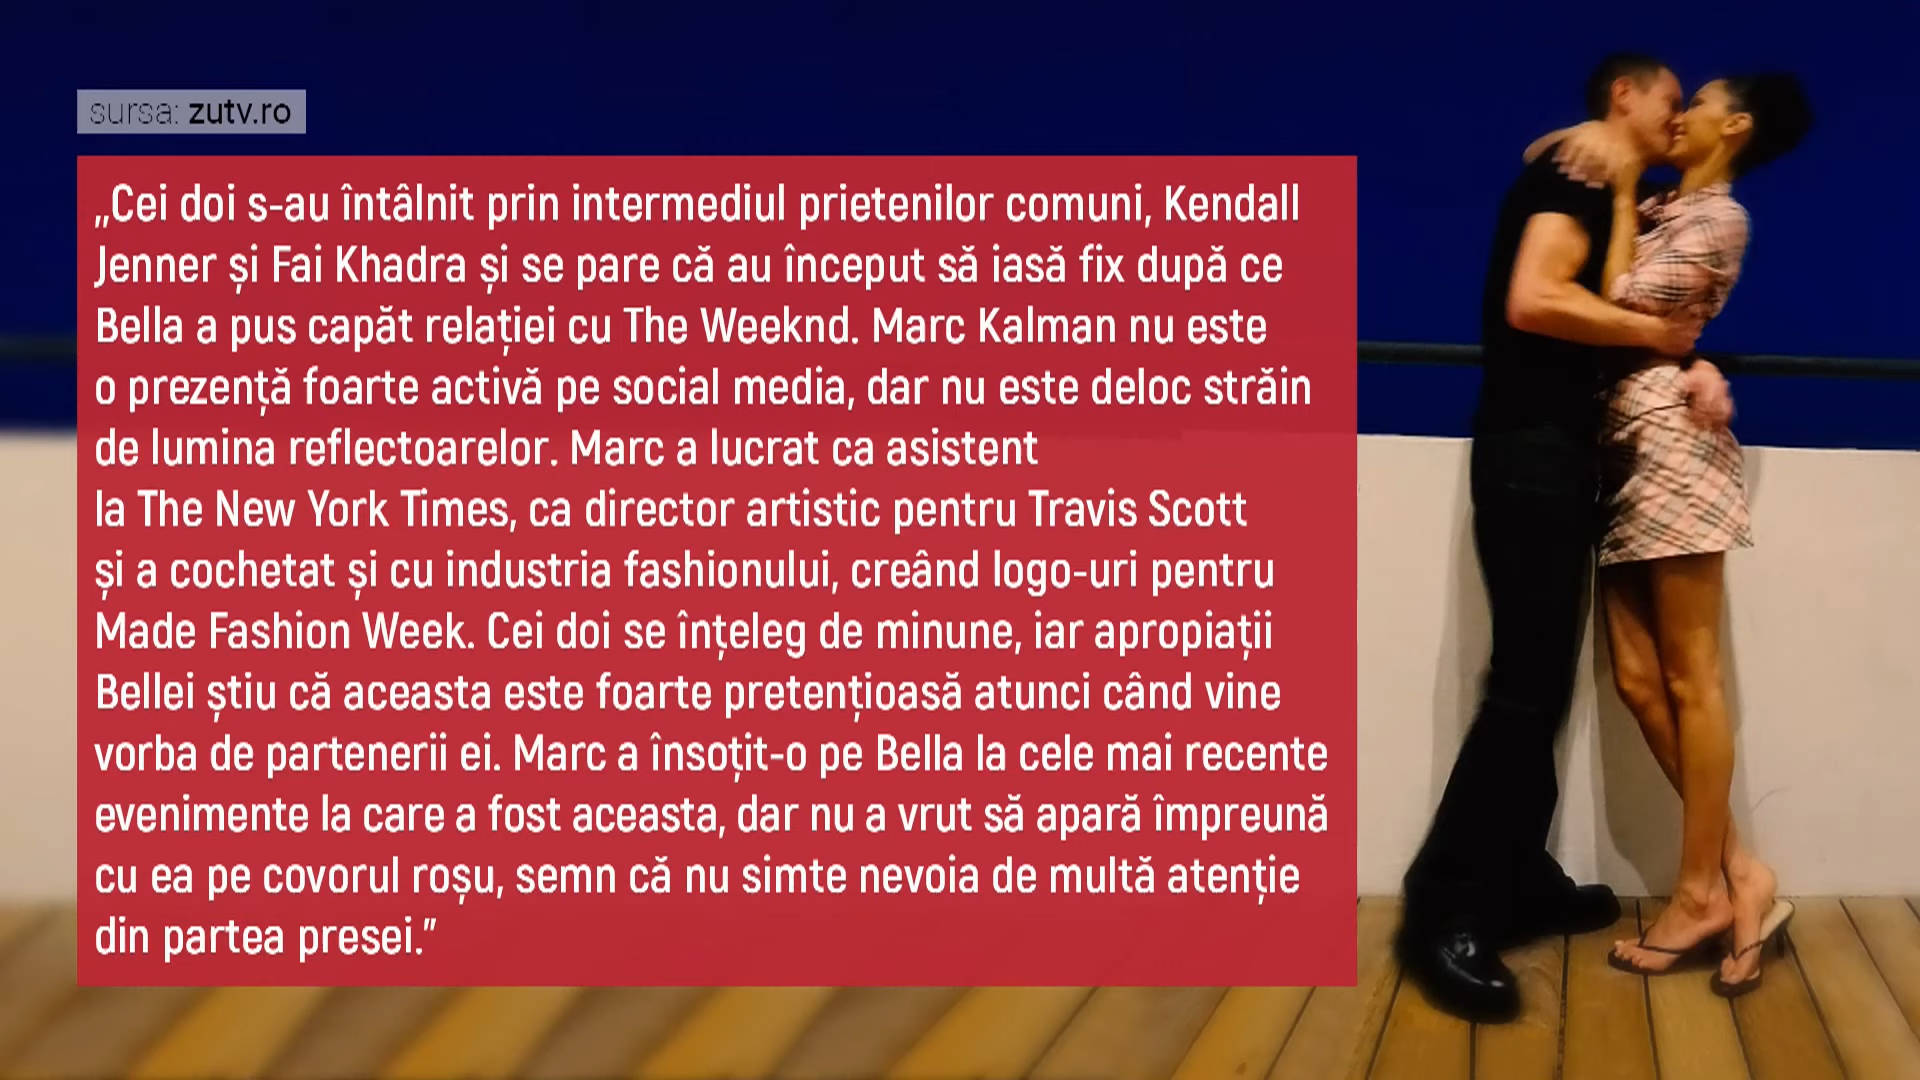 sursa: zutv.ro
„Cei doi s-au întâlnit prin intermediul prietenilor comuni, Kendall
Jenner și Fai Khadra și se pare că au început să iasă fix după ce
Bella a pus capăt relației cu The Weeknd. Marc Kalman nu este
o prezență foarte activă pe social media, dar nu este deloc străin
de lumina reflectoarelor. Marc a lucrat ca asistent
la The New York Times, ca director artistic pentru Travis Scott
și a cochetat și cu industria fashionului, creând logo-uri pentru
Made Fashion Week. Cei doi se înțeleg de minune, iar apropiații
Bellei știu că aceasta este foarte pretențioasă atunci când vine
vorba de partenerii ei. Marc a însoțit-o pe Bella la cele mai recente
evenimente la care a fost aceasta, dar nu a vrut să apară împreună
cu ea pe covorul roșu, semn că nu simte nevoia de multă atenție
din partea presei.”